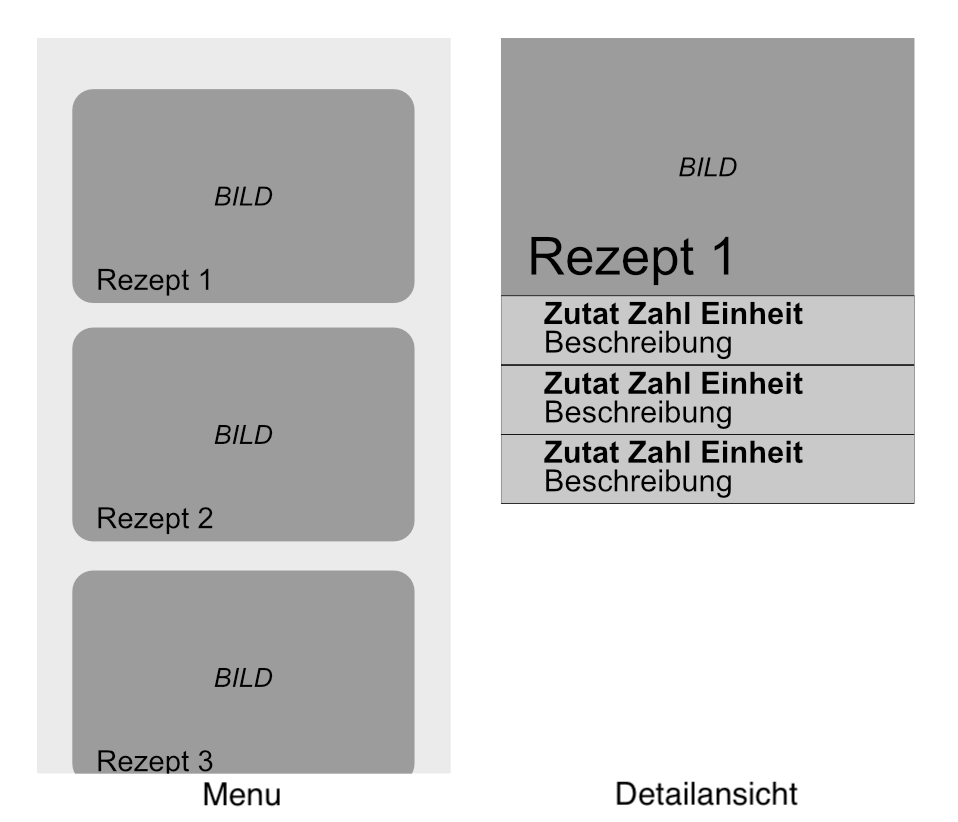 BILD
Rezept 1
BILD
Rezept 2
BILD
Rezept 3
Menu
BILD
Rezept 1
Zutat Zahl Einheit
Beschreibung
Zutat Zahl Einheit
Beschreibung
Zutat Zahl Einheit
Beschreibung
Detailansicht